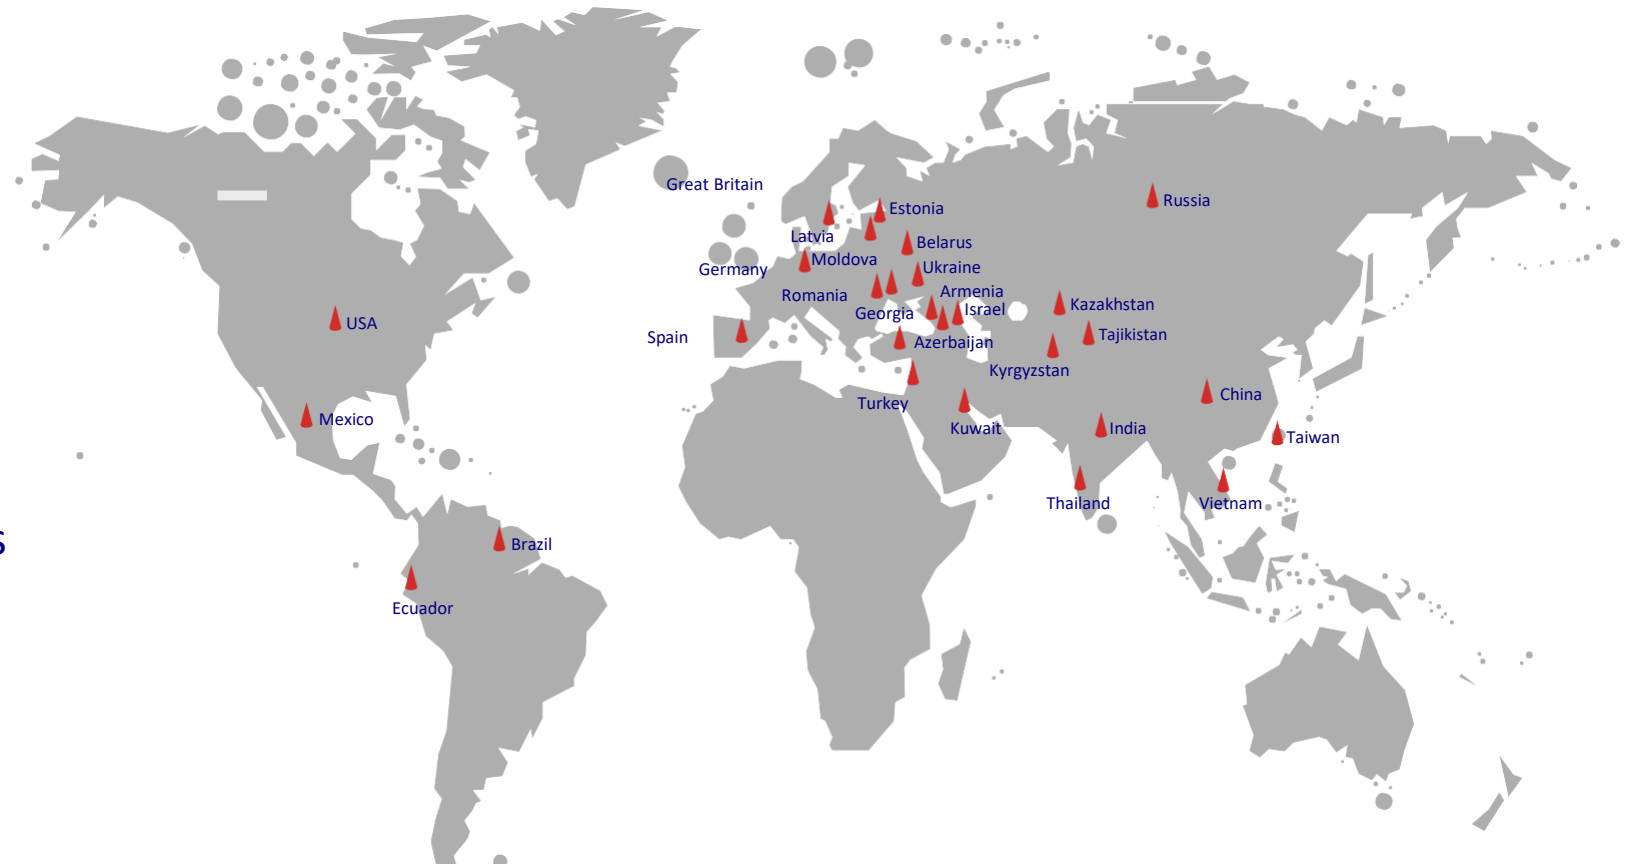 Great Britain
Russia
Estonia
Latvia
Belarus
Moldova
Germany
Ukraine
Romania
Armenia
Kazakhstan
Georgia
Israel
USA
Spain
Azerbaijan
Tajikistan
Kyrgyzstan
China
Turkey
Mexico
Kuwait
India
Taiwan
Thailand
Vietnam
s
Brazil
Ecuador